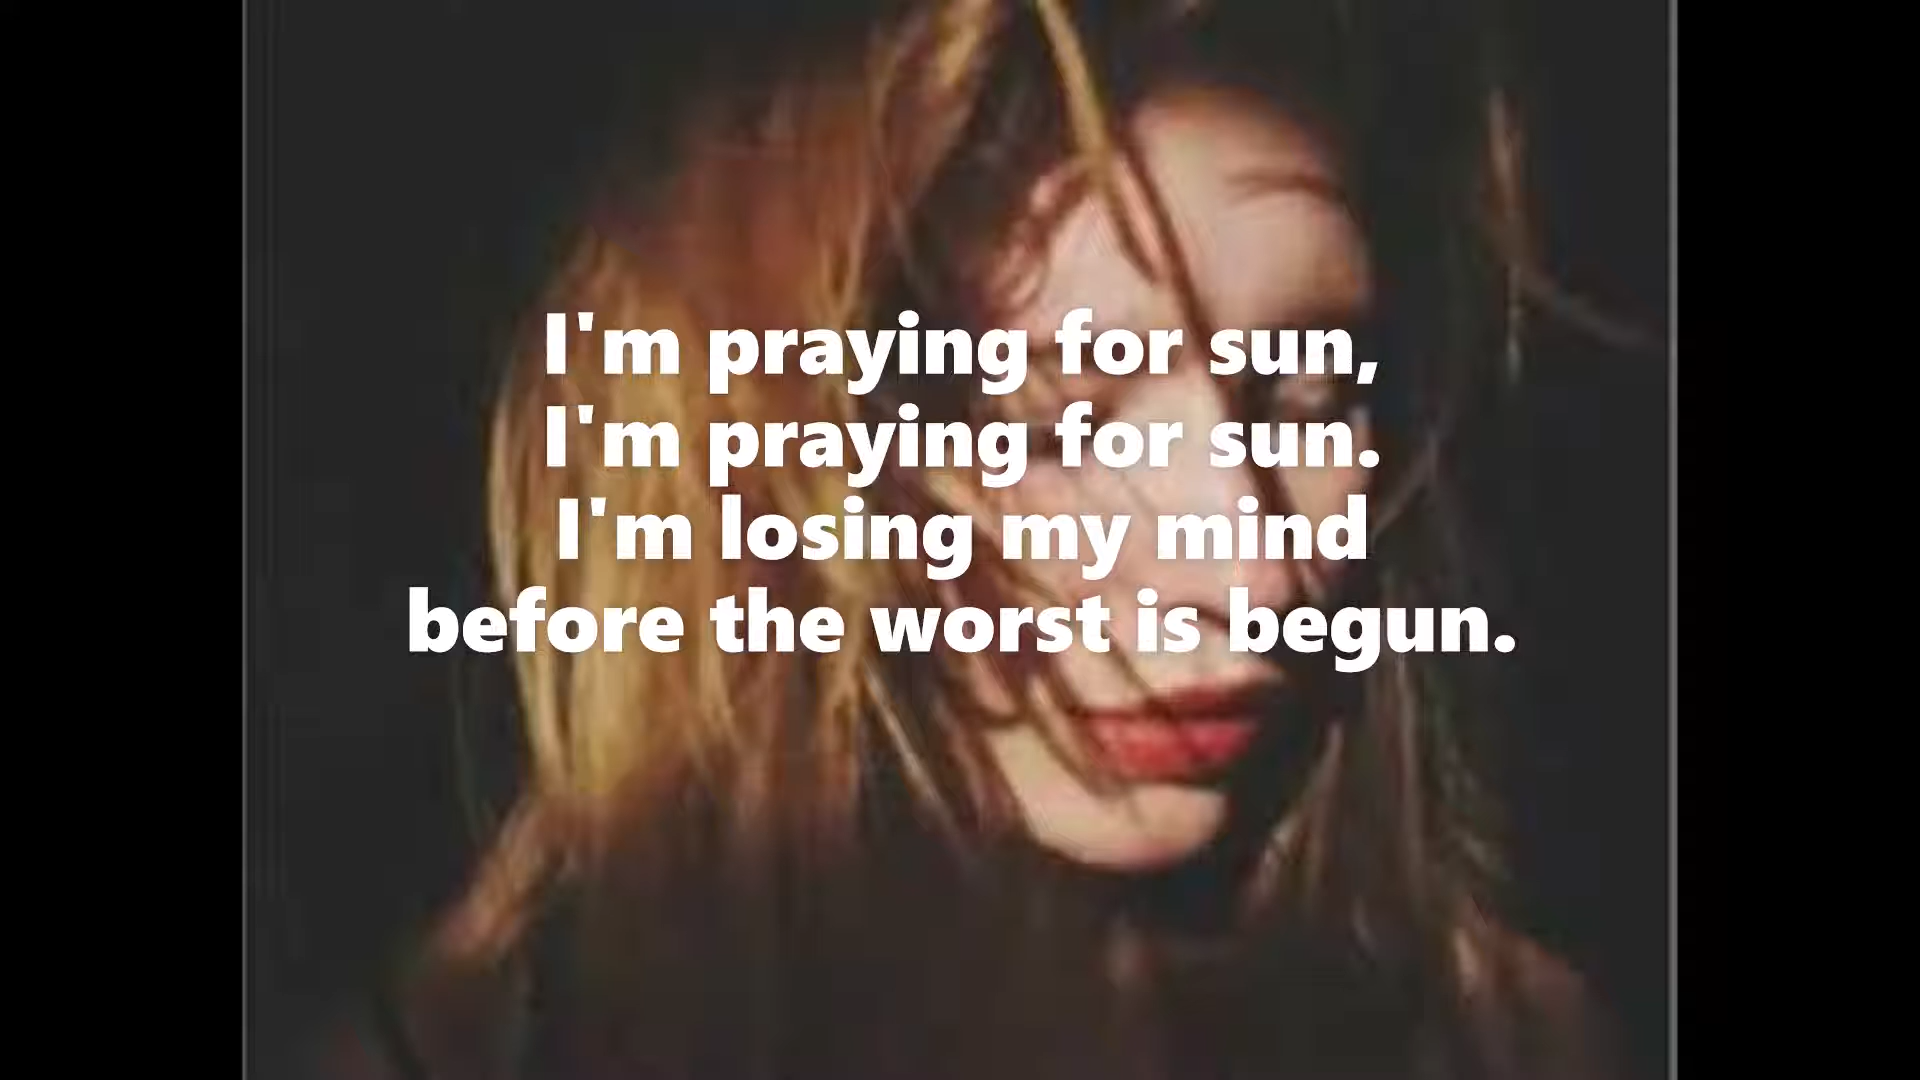 I'm praying for sun,
I'm praying for sun.
I'm losing my mind
before the worst is begun.